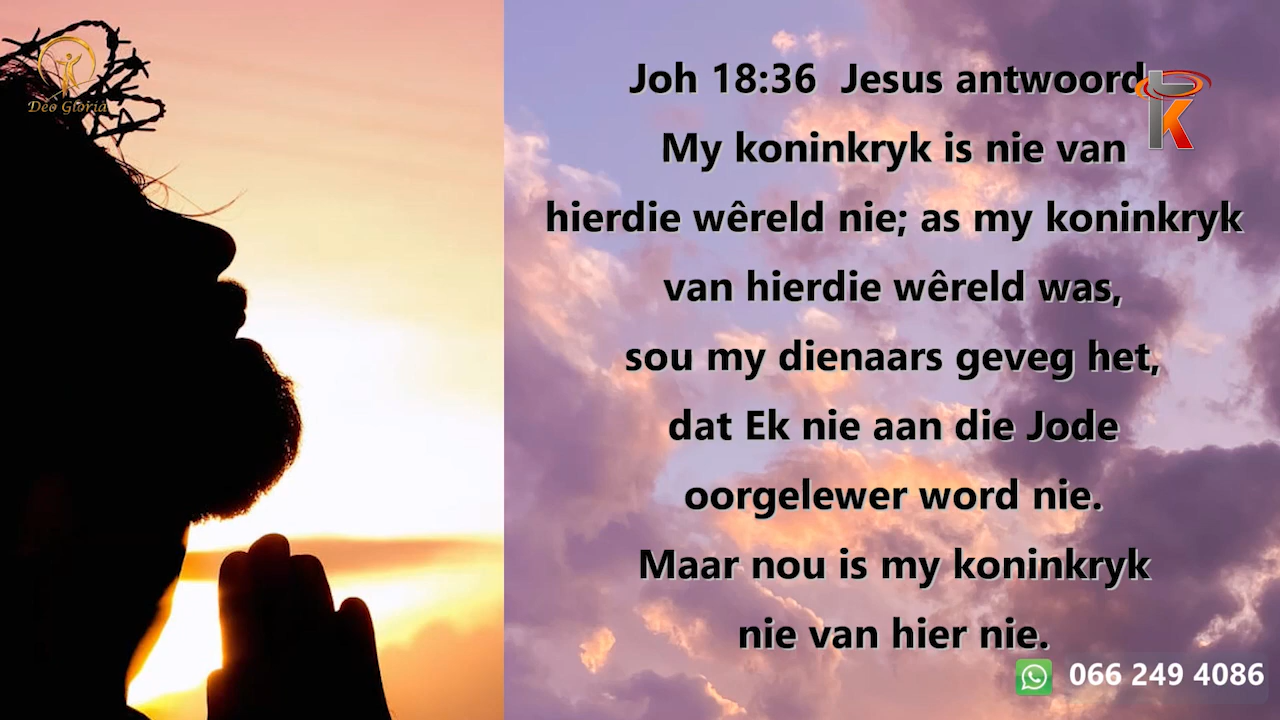 Deo Gloria
Joh 18:36 Jesus antwoord
My koninkryk is nie van
hierdie wêreld nie; as my koninkryk
van hierdie wêreld was,
sou my dienaars geveg het,
dat Ek nie aan die Jode
oorgelewer word nie.
Maar nou is my koninkryk
nie van hier nie.
066 249 4086